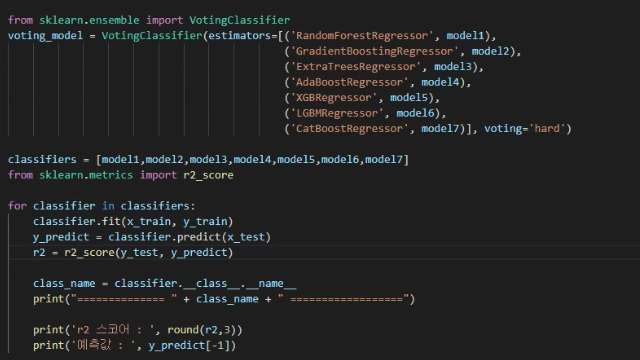 from sklearn.ensemble import VotingClassifier
voting_model = VotingClassifier(estimators=[('RandomForestRegressor', model1),
('GradientBoostingRegressor', model2),
('ExtraTreesRegressor', model3),
('AdaBoostRegressor', model4),
('XGBRegressor', model5),
('LGBMRegressor', model6),
('CatBoostRegressor', model7)], voting='hard')
classifiers = [model1,model2,model3,model4,model5,model6,model7]
from sklearn.metrics import r2_score
for classifier in classifiers:
classifier.fit(x_train, y_train)
y_predict = classifier.predict(x_test)
r2 = r2_score(y_test, y_predict)
class_name = classifier.__class__.__name__
print("============== " + class_name + " ==================")
print('r2 스코어 : ', round(r2,3))
print('예측값 : ', y_predict[-1])